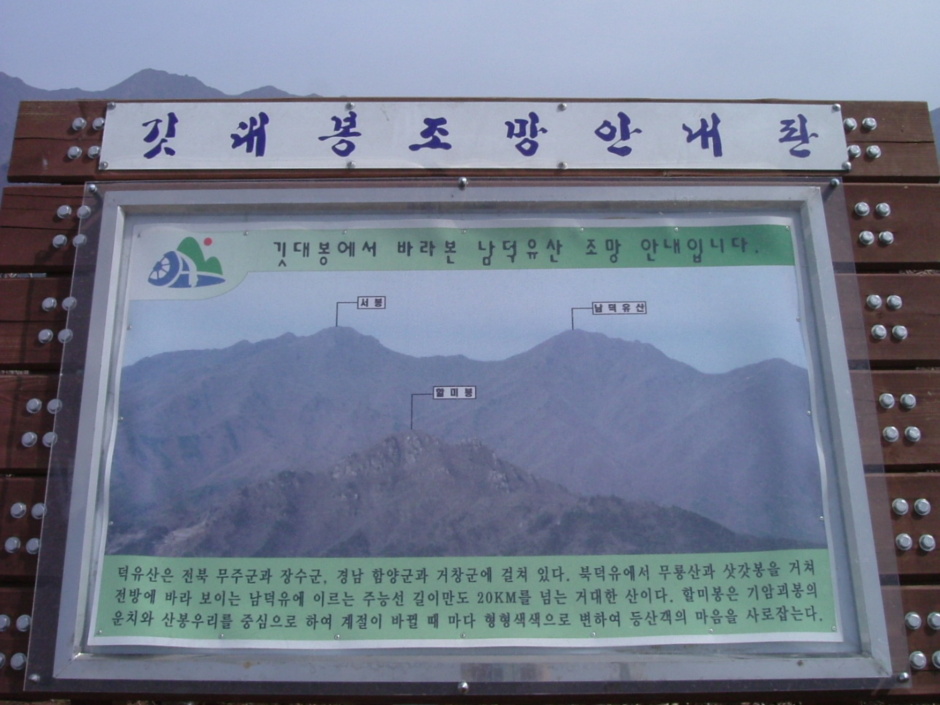 깃대봉조망안내판
깃대봉에서 바라본 남덕유산 조망 안내입니다.
서봉
남덕유산
할미봉
덕유산은 전북 무주군과 장수군, 경남 함양군과 거창군에 걸쳐 있다. 북덕유에서 무룡산과 삿갓봉을 거쳐
전방에 바라 보이는 남덕유에 이르는 주능선 길이만도 20KM를 넘는 거대한 산이다. 할미봉은 기암괴봉의
운치와 산봉우리를 중심으로 하여 계절이 바뀔 때 마다 형형색색으로 변하여 등산객의 마음을 사로잡는다.